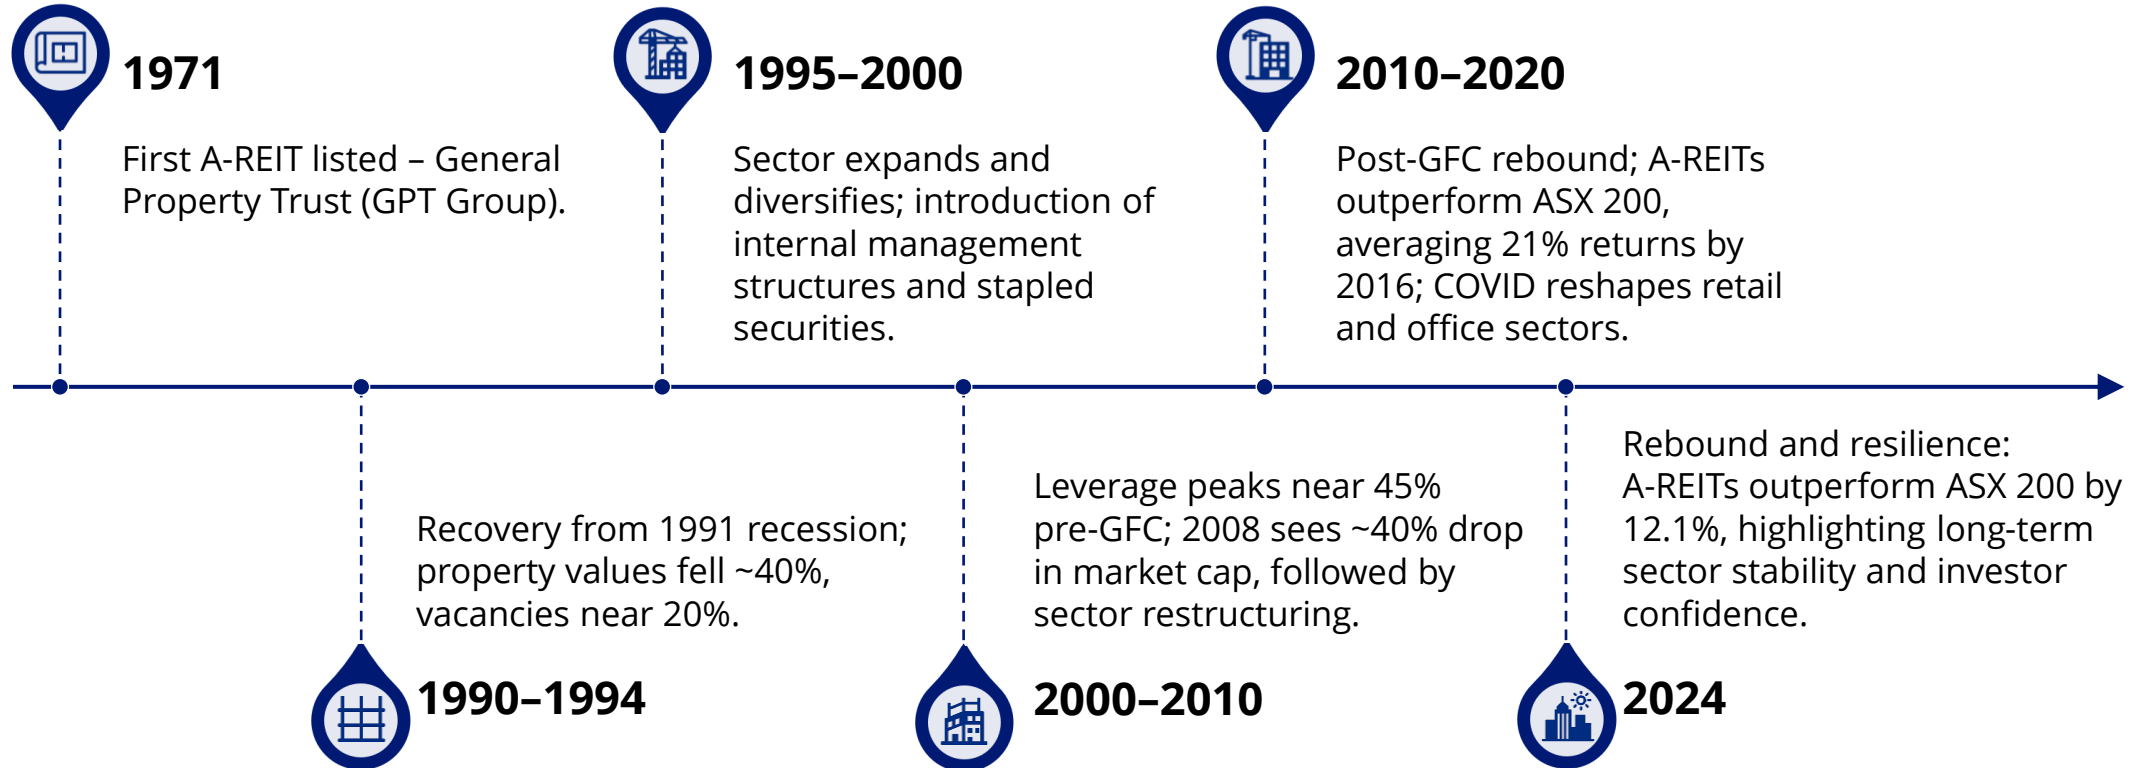 1971
First A-REIT listed – General
Property Trust (GPT Group).
1990–1994
Recovery from 1991 recession;
property values fell ~40%,
vacancies near 20%.
1995–2000
Sector expands and
diversifies; introduction of
internal management
structures and stapled
securities.
2000–2010
Leverage peaks near 45%
pre-GFC; 2008 sees ~40% drop
in market cap, followed by
sector restructuring.
2010–2020
Post-GFC rebound; A-REITs
outperform ASX 200,
averaging 21% returns by
2016; COVID reshapes retail
and office sectors.
2024
Rebound and resilience:
A-REITs outperform ASX 200 by
12.1%, highlighting long-term
sector stability and investor
confidence.